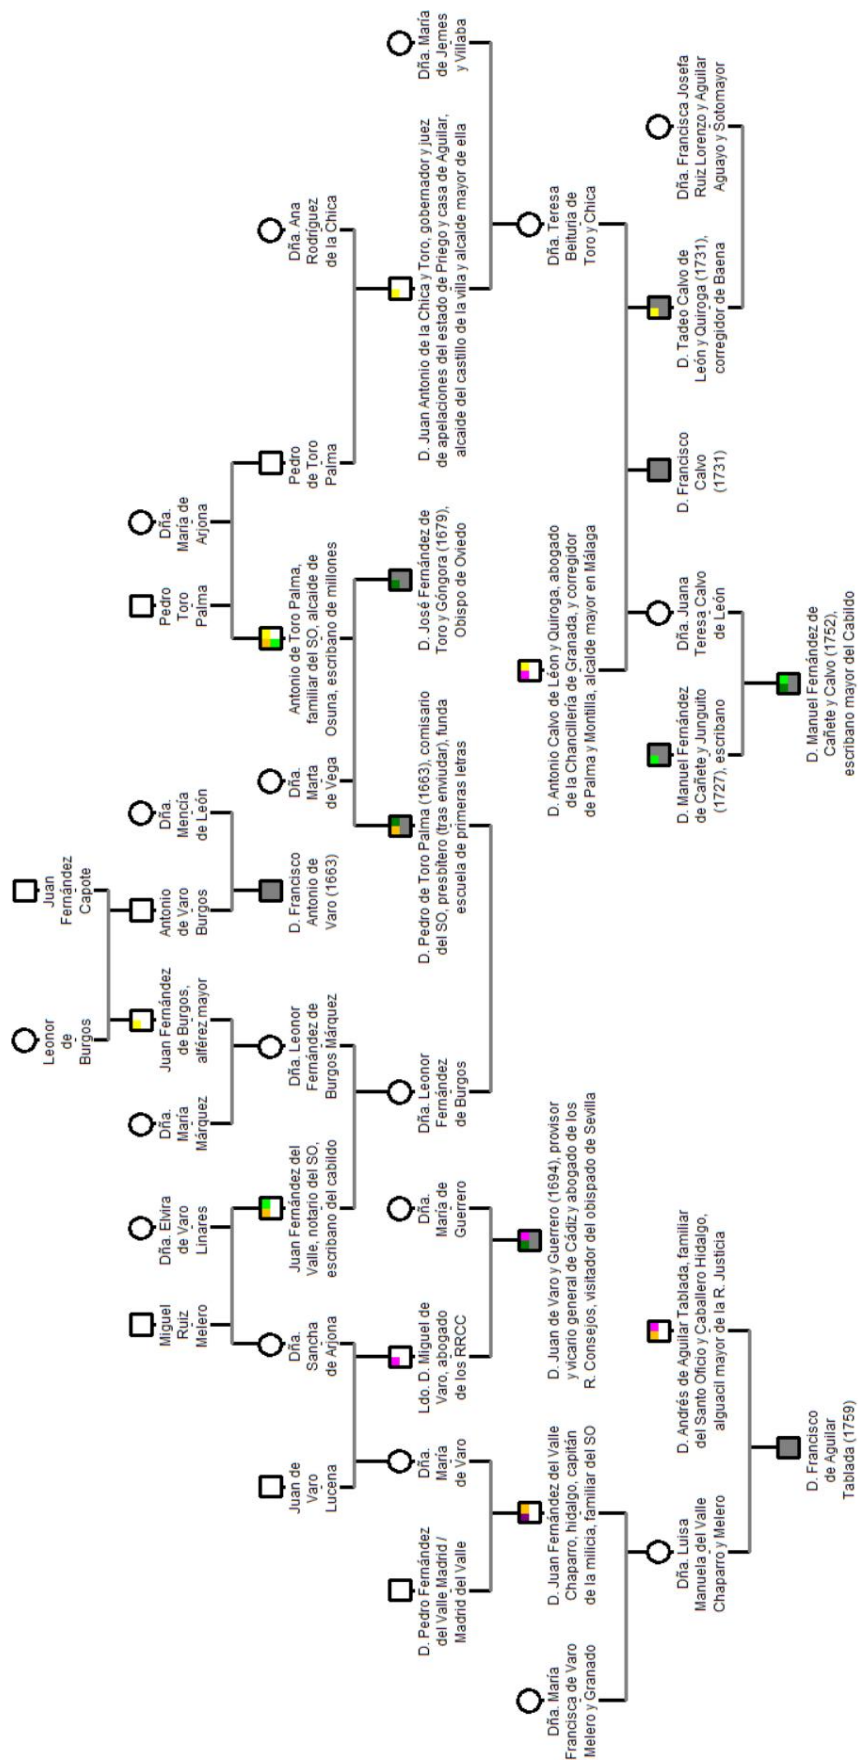 Leonor
de
Burgos
Juan
Fernández
Capote
Miguel
Ruiz
Melero
Dña. Elvira
de Varo
Linares
Dña.
María
Márquez
Juan Fernández
de Burgos,
alférez mayor
Antonio
de Varo
Burgos
Dña.
Mencía
de León
Pedro
Toro
Palma
Dña.
María de
Arjona
Juan de
Varo
Lucena
Dña.
Sancha
de Arjona
Juan Fernández del
Valle, notario del SO,
escribano del cabildo
Dña. Leonor
Fernández de
Burgos Márquez
D. Francisco
Antonio de
Varo (1663)
Dña.
Marta
de Vega
Antonio de Toro Palma,
familiar del SO, alcaide de
Osuna, escribano de millones
Pedro
de Toro
Palma
Dña. Ana
Rodríguez
de la Chica
D. Pedro Fernández
del Valle Madrid /
Madrid del Valle
Dña.
María
de Varo
Ldo. D. Miguel de
Varo, abogado
de los RRCC
Dña.
María de
Guerrero
Dña. Leonor
Fernández
de Burgos
D. Pedro de Toro Palma (1663), comisario
del SO, presbítero (tras enviudar), funda
escuela de primeras letras
D. José Fernández de
Toro y Góngora (1679),
Obispo de Oviedo
D. Juan Antonio de la Chica y Toro, gobernador y juez
de apelaciones del estado de Priego y casa de Aguilar,
alcaide del castillo de la villa y alcalde mayor de ella
Dña. María
de Jemes
y Villaba
Dña. María
Francisca de Varo
Melero y Granado
D. Juan Fernández del Valle
Chaparro, hidalgo, capitán
de la milicia, familiar del SO
D. Juan de Varo y Guerrero (1694), provisor
y vicario general de Cádiz y abogado de los
R. Consejos, visitador del obispado de Sevilla
D. Antonio Calvo de León y Quiroga, abogado
de la Chancillería de Granada, y corregidor
de Palma y Montilla, alcalde mayor en Málaga
Dña. Teresa
Beituria de
Toro y Chica
Dña. Luisa
Manuela del Valle
Chaparro y Melero
D. Andrés de Aguilar Tablada, familiar
del Santo Oficio y Caballero Hidalgo,
alguacil mayor de la R. Justicia
D. Manuel Fernández
de Cañete y Junguito
(1727), escribano
Dña. Juana
Teresa Calvo
de León
D. Francisco
Calvo
(1731)
D. Tadeo Calvo de
León y Quiroga (1731),
corregidor de Baena
Dña. Francisca Josefa
Ruiz Lorenzo y Aguilar
Aguayo y Sotomayor
D. Francisco
de Aguilar
Tablada (1759)
D. Manuel Fernández de
Cañete y Calvo (1752),
escribano mayor del Cabildo